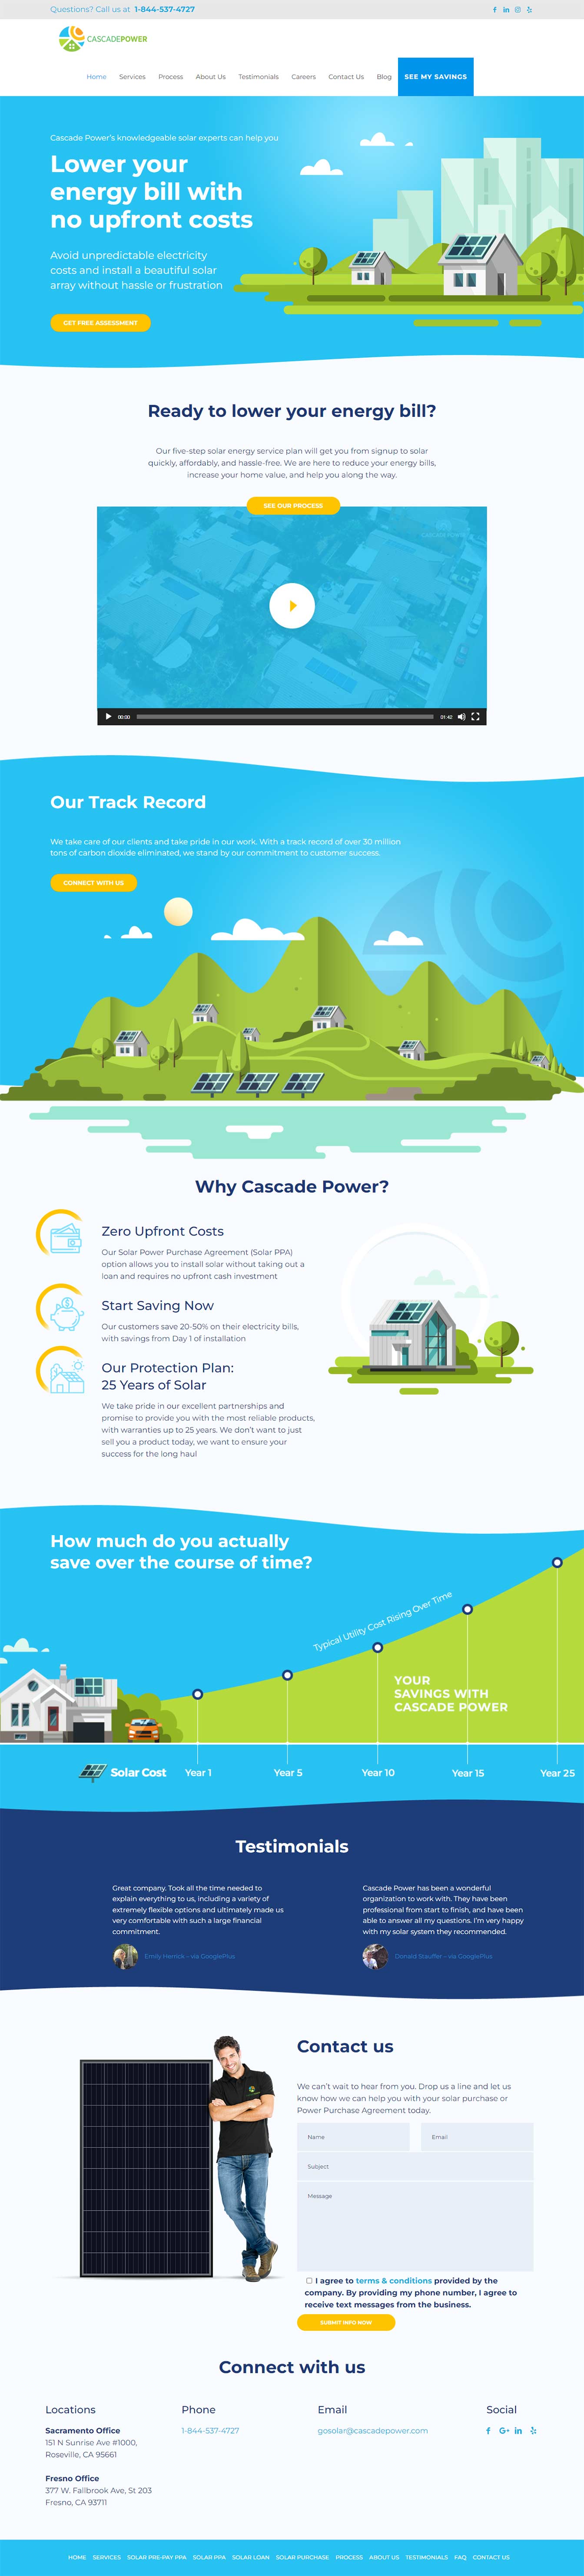 Questions? Call us at 1-844-537-4727
CASCADEPOWER
Home Services Process About Us Testimonials Careers Contact Us Blog SEE MY SAVINGS
Cascade Power's knowledgeable solar experts can help you
Lower your
energy bill with
no upfront costs
Avoid unpredictable electricity
costs and install a beautiful solar
array without hassle or frustration
GET FREE ASSESSMENT
Ready to lower your energy bill?
Our five-step solar energy service plan will get you from signup to solar
quickly, affordably, and hassle-free. We are here to reduce your energy bills,
increase your home value, and help you along the way.
SEE OUR PROCESS
CASCADEPOWER
00:00 01:42
Our Track Record
We take care of our clients and take pride in our work. With a track record of over 30 million
tons of carbon dioxide eliminated, we stand by our commitment to customer success.
CONNECT WITH US
Why Cascade Power?
Zero Upfront Costs
Our Solar Power Purchase Agreement (Solar PPA)
option allows you to install solar without taking out a
loan and requires no upfront cash investment
Start Saving Now
Our customers save 20-50% on their electricity bills,
with savings from Day 1 of installation
Our Protection Plan:
25 Years of Solar
We take pride in our excellent partnerships and
promise to provide you with the most reliable products,
with warranties up to 25 years. We don't want to just
sell you a product today, we want to ensure your
success for the long haul
How much do you actually
save over the course of time?
Typical Utility Cost Rising Over Time
YOUR
SAVINGS WITH
CASCADE POWER
Solar Cost Year 1 Year 5 Year 10 Year 15 Year 25
Testimonials
Great company. Took all the time needed to
explain everything to us, including a variety of
extremely flexible options and ultimately made us
very comfortable with such a large financial
commitment.
Emily Herrick – via GooglePlus
Cascade Power has been a wonderful
organization to work with. They have been
professional from start to finish, and have been
able to answer all my questions. I'm very happy
with my solar system they recommended.
Donald Stauffer – via GooglePlus
Contact us
We can't wait to hear from you. Drop us a line and let us
know how we can help you with your solar purchase or
Power Purchase Agreement today.
Name Email
Subject
Message
I agree to terms & conditions provided by the
company. By providing my phone number, I agree to
receive text messages from the business.
SUBMIT INFO NOW
Connect with us
Locations
Sacramento Office
151 N Sunrise Ave #1000,
Roseville, CA 95661
Fresno Office
377 W. Fallbrook Ave, St 203
Fresno, CA 93711
Phone
1-844-537-4727
Email
gosolar@cascadepower.com
Social
HOME SERVICES SOLAR PRE-PAY PPA SOLAR PPA SOLAR LOAN SOLAR PURCHASE PROCESS ABOUT US TESTIMONIALS FAQ CONTACT US